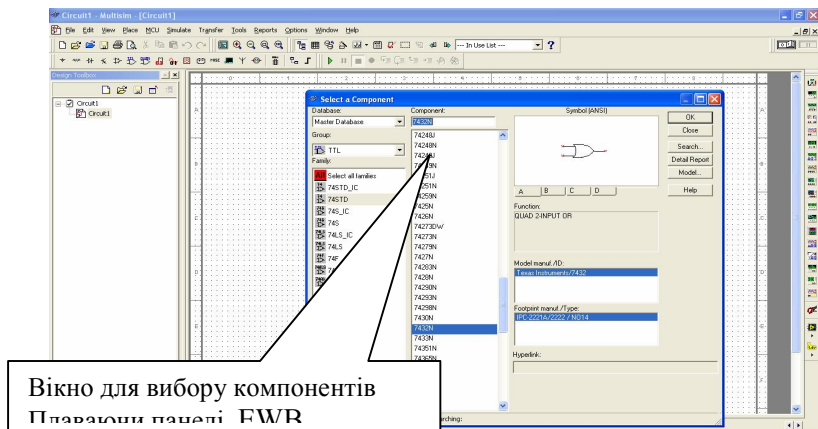 Circuit1 - Multisim - [Circuit1]
File Edit View Place MCU Simulate Transfer Tools Reports Options Window Help
--- In Use List ---
Design Toolbox
Circuit1
Circuit1
Select a Component
Database:
Master Database
Group:
TTL
Family:
All Select all families
74STD_IC
74STD
74S_IC
74S
74LS_IC
74LS
74F
Component:
7432N
74248J
74248N
74251N
74259N
7425N
7426N
74273DW
74273N
74279N
7427N
74283N
7428N
74290N
74293N
74298N
7430N
7432N
7433N
74351N
74365N
Symbol (ANSI)
A B C D
Function:
QUAD 2-INPUT OR
Model manuf./ID:
Texas Instruments/7432
Footprint manuf./Type:
IPC-2221A/2222 / NO14
Hyperlink:
OK
Close
Search...
Detail Report
Model...
Help
Вікно для вибору компонентів
Плаваючи панелі EWB